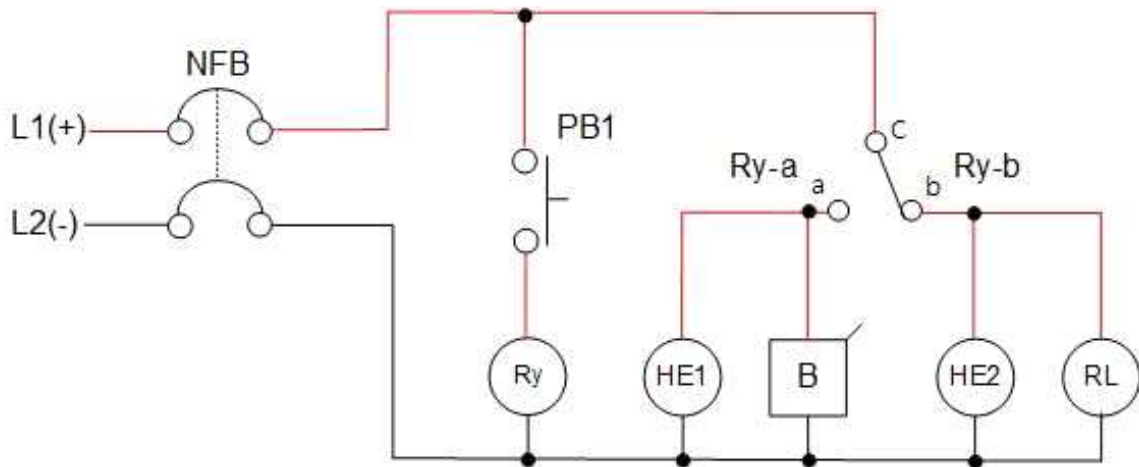 NFB
L1(+)
PB1
C
Ry-a
a
b
Ry-b
L2(-)
Ry
HE1
B
HE2
RL